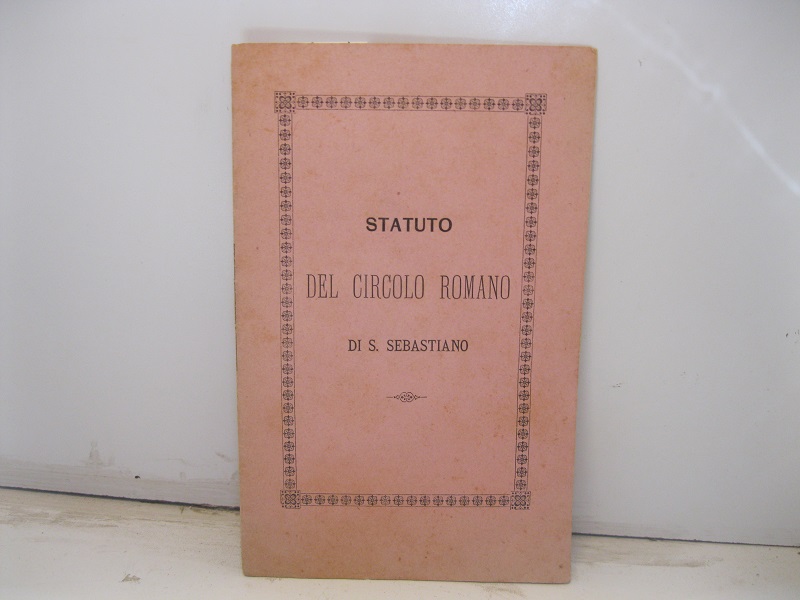 STATUTO
DEL CIRCOLO ROMANO
DI S. SEBASTIANO